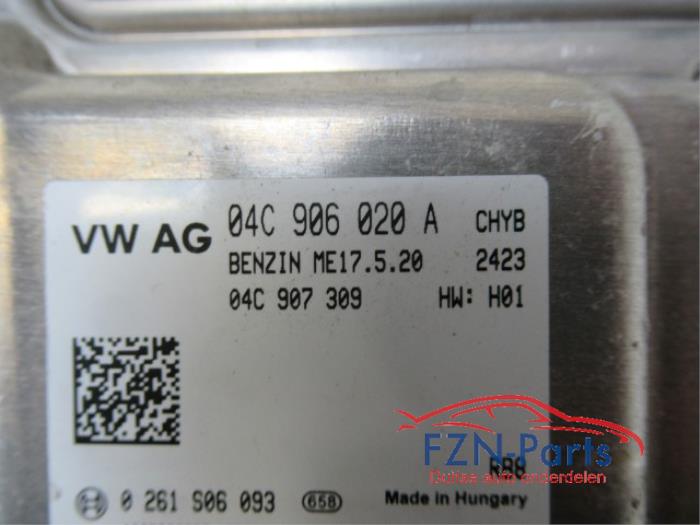 VW AG 04C 906 020 A CHYB
BENZIN ME17.5.20 2423
04C 907 309 HW: H01
RB8
0 261 S06 093 658 Made in Hungary
FZN-Parts
Duitse auto onderdelen